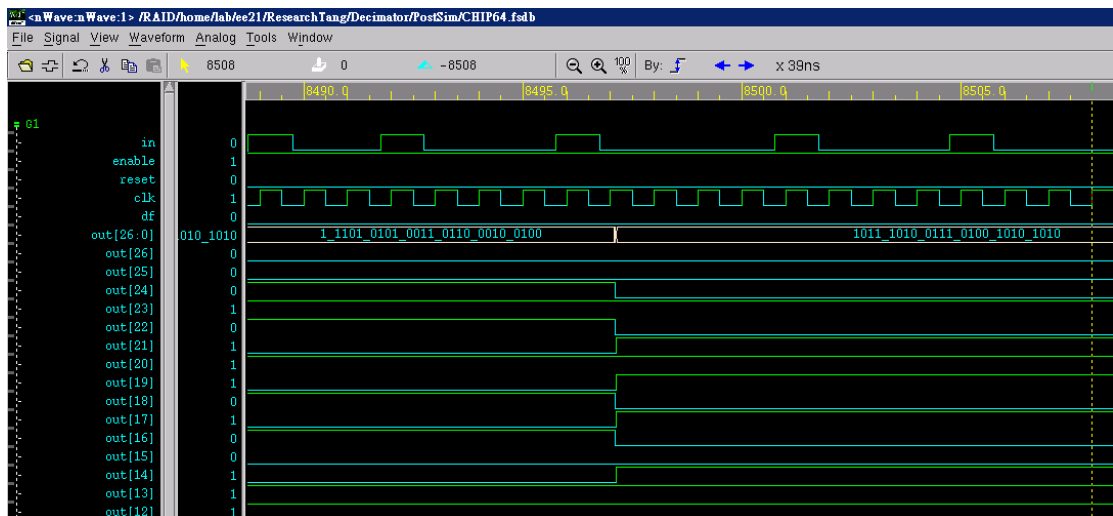 <nWave:nWave:1> /RAID/home/lab/ee21/ResearchTang/Decimator/PostSim/CHIP64.fsdb
File Signal View Waveform Analog Tools Window
8508 0 -8508 100% By: x 39ns
8490.0 8495.0 8500.0 8505.0
G1
in 0
enable 1
reset 0
clk 1
df 0
out[26:0] .010_1010 1_1101_0101_0011_0110_0010_0100 1011_1010_0111_0100_1010_1010
out[26] 0
out[25] 0
out[24] 0
out[23] 1
out[22] 0
out[21] 1
out[20] 1
out[19] 1
out[18] 0
out[17] 1
out[16] 0
out[15] 0
out[14] 1
out[13] 1
out[12] 1